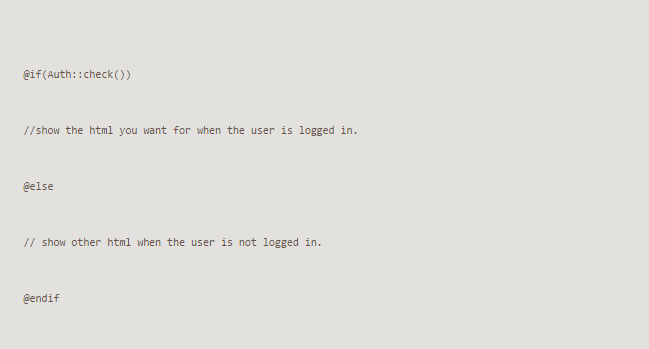 @if(Auth::check())
//show the html you want for when the user is logged in.
@else
// show other html when the user is not logged in.
@endif